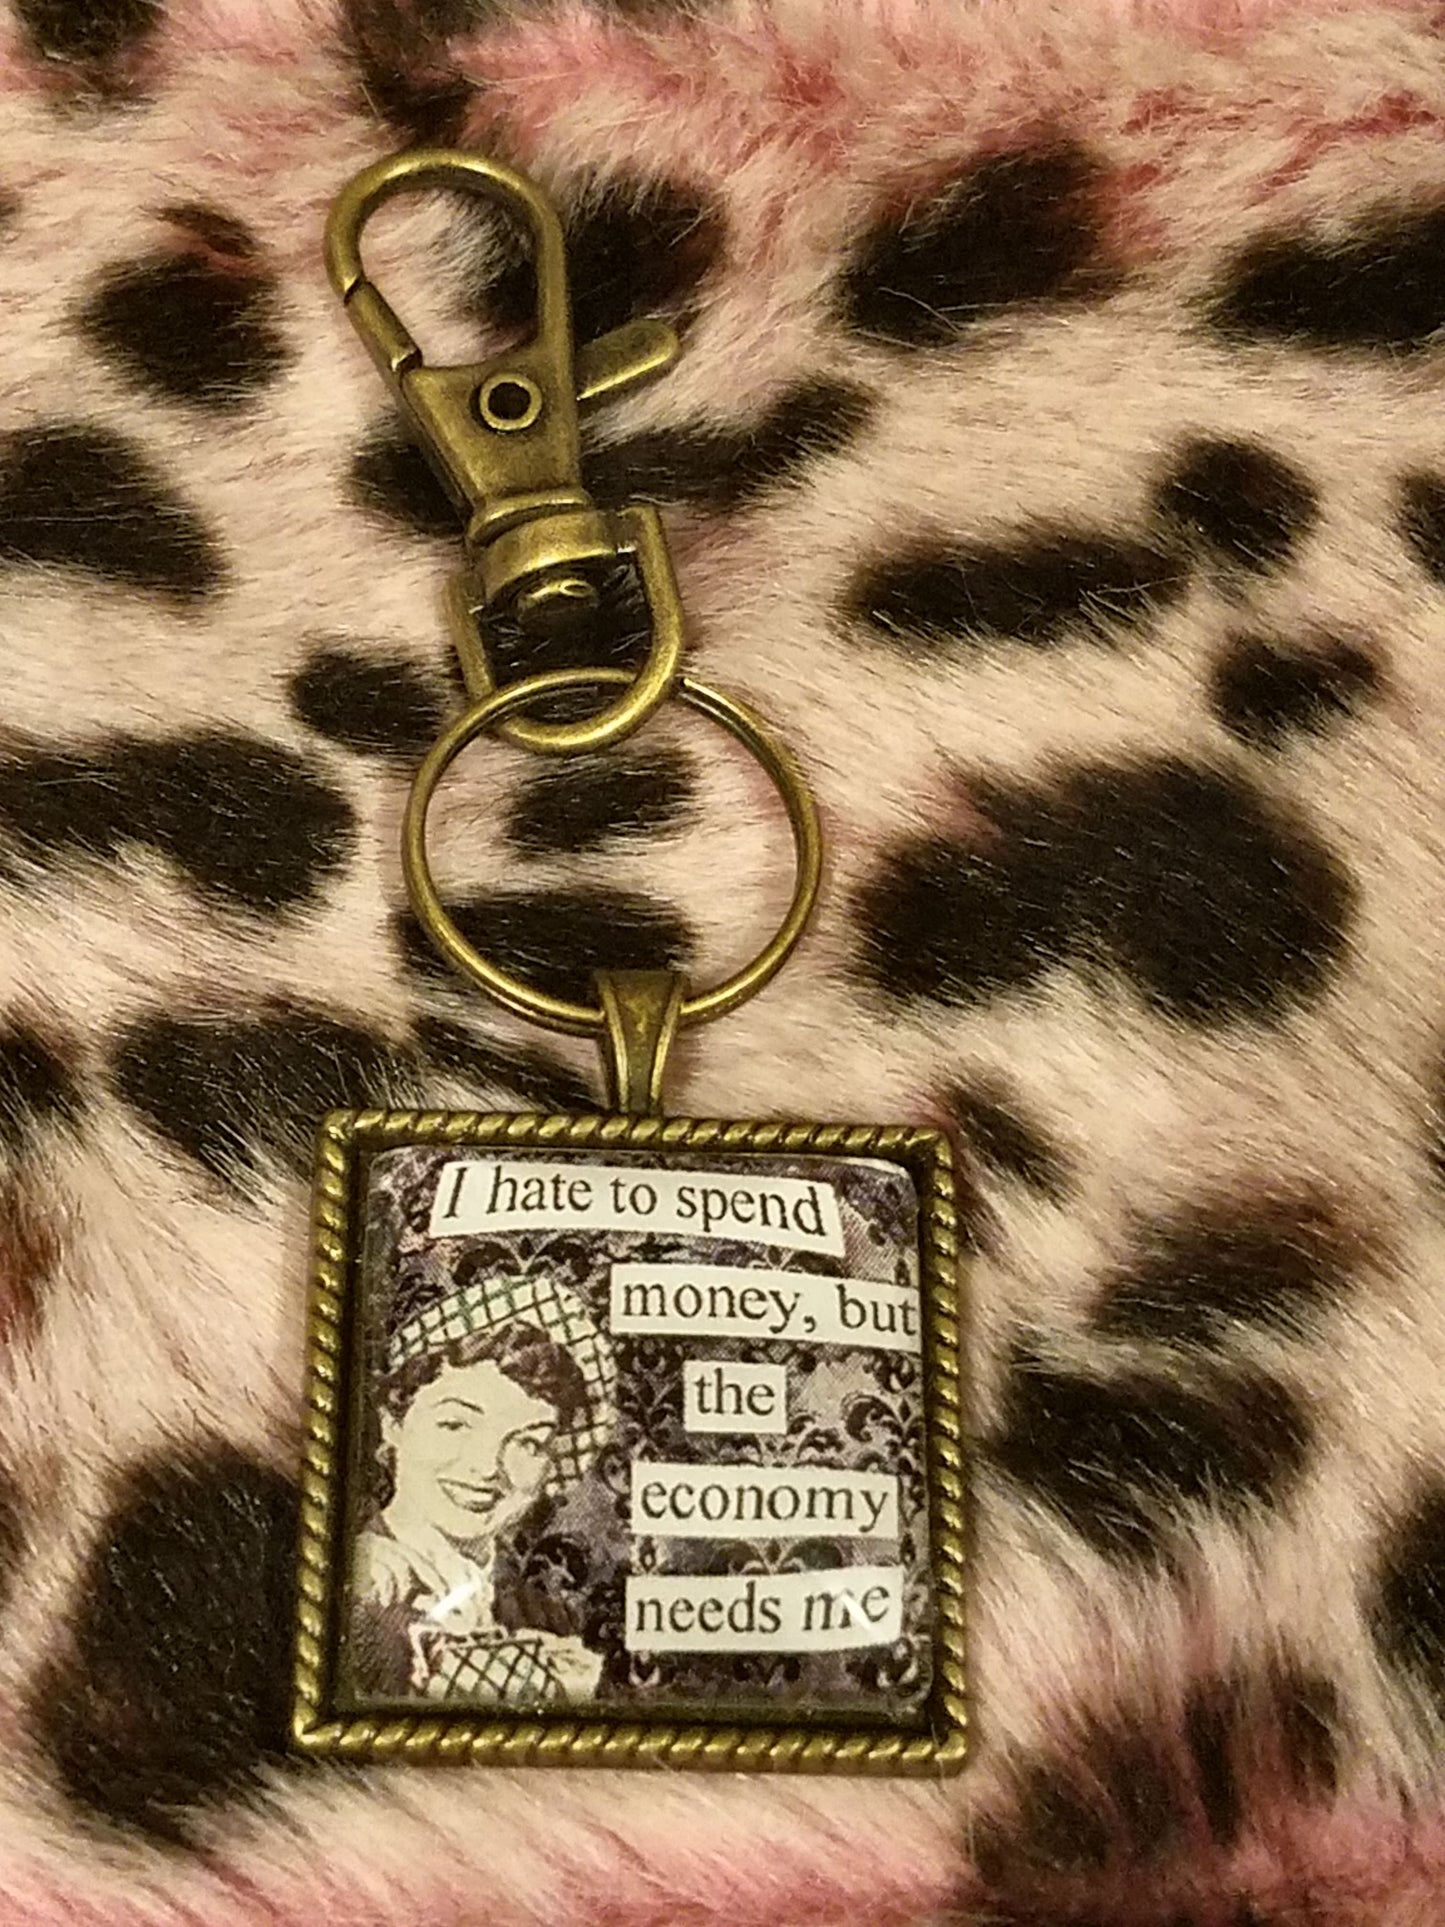 I hate to spend
money, but
the
economy
needs me